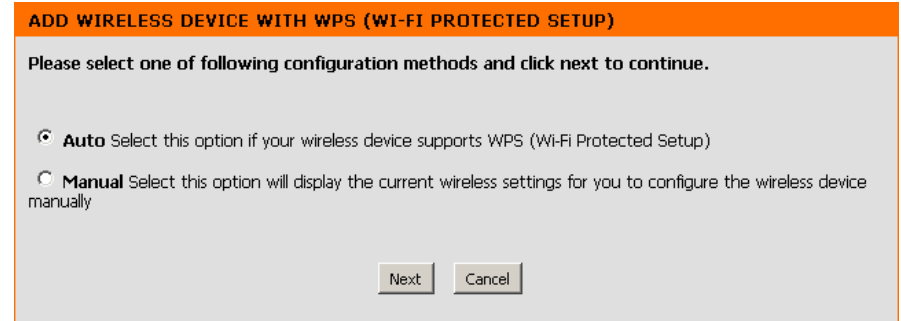 ADD WIRELESS DEVICE WITH WPS (WI-FI PROTECTED SETUP)
Please select one of following configuration methods and click next to continue.
Auto Select this option if your wireless device supports WPS (Wi-Fi Protected Setup)
Manual Select this option will display the current wireless settings for you to configure the wireless device
manually
Next Cancel